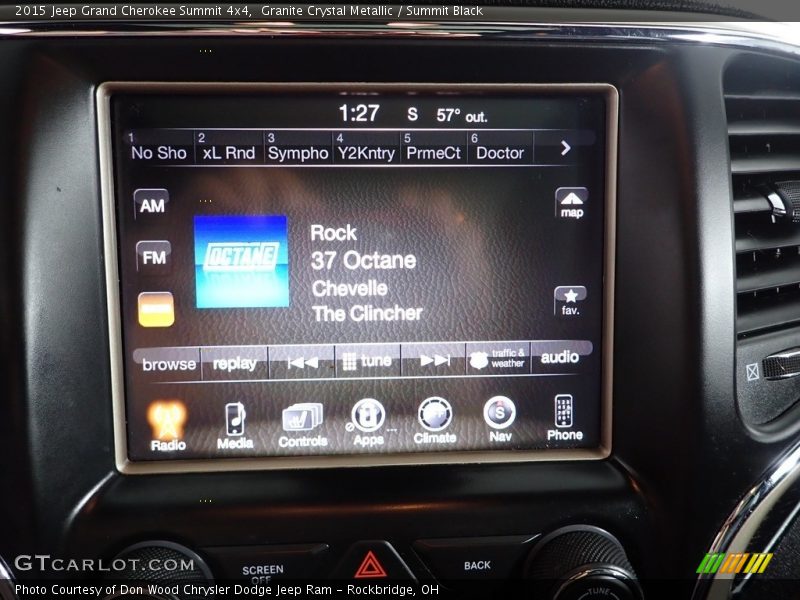 2015 Jeep Grand Cherokee Summit 4x4, Granite Crystal Metallic / Summit Black
1:27 S 57° out.
1 No Sho 2 xL Rnd 3 Sympho 4 Y2Kntry 5 PrmeCt 6 Doctor
AM
map
OCTANE
Rock
FM
37 Octane
Chevelle
fav.
The Clincher
browse replay tune traffic & weather audio
Radio Media Controls Apps Climate S Nav Phone
SCREEN OFF
BACK
TUNE
GTCARLOT.COM
Photo Courtesy of Don Wood Chrysler Dodge Jeep Ram - Rockbridge, OH